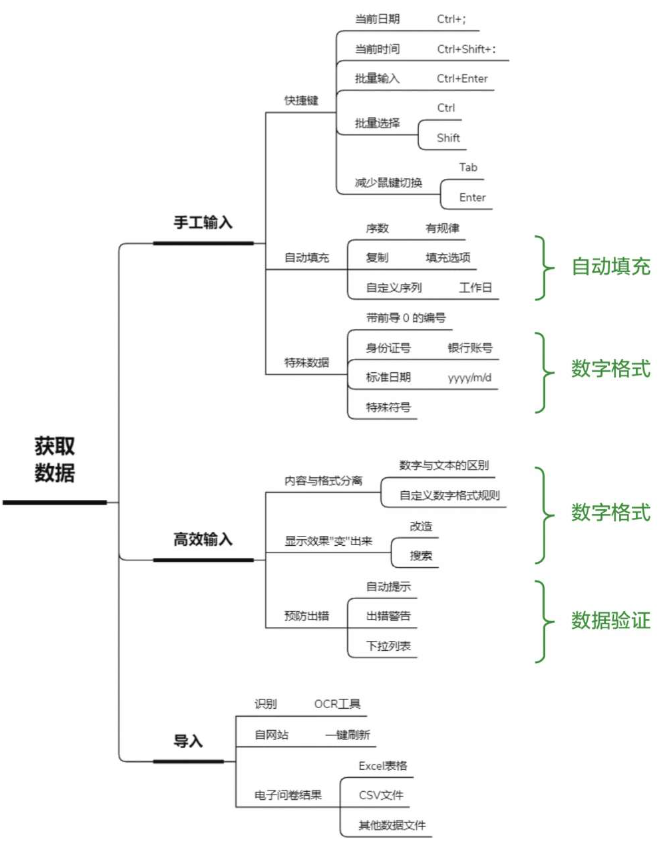 当前日期 Ctrl+;
当前时间 Ctrl+Shift+:
批量输入 Ctrl+Enter
快捷键
Ctrl
批量选择
Shift
Tab
减少鼠键切换
Enter
手工输入
序数 有规律
自动填充 复制 填充选项 自动填充
自定义序列 工作日
带前导 0 的编号
身份证号 银行账号
特殊数据 数字格式
标准日期 yyyy/m/d
特殊符号
获取
数据
数字与文本的区别
内容与格式分离
自定义数字格式规则
数字格式
改造
高效输入 显示效果"变"出来
搜索
自动提示
预防出错 出错警告 数据验证
下拉列表
识别 OCR工具
自网站 一键刷新
导入
Excel表格
电子问卷结果 CSV文件
其他数据文件